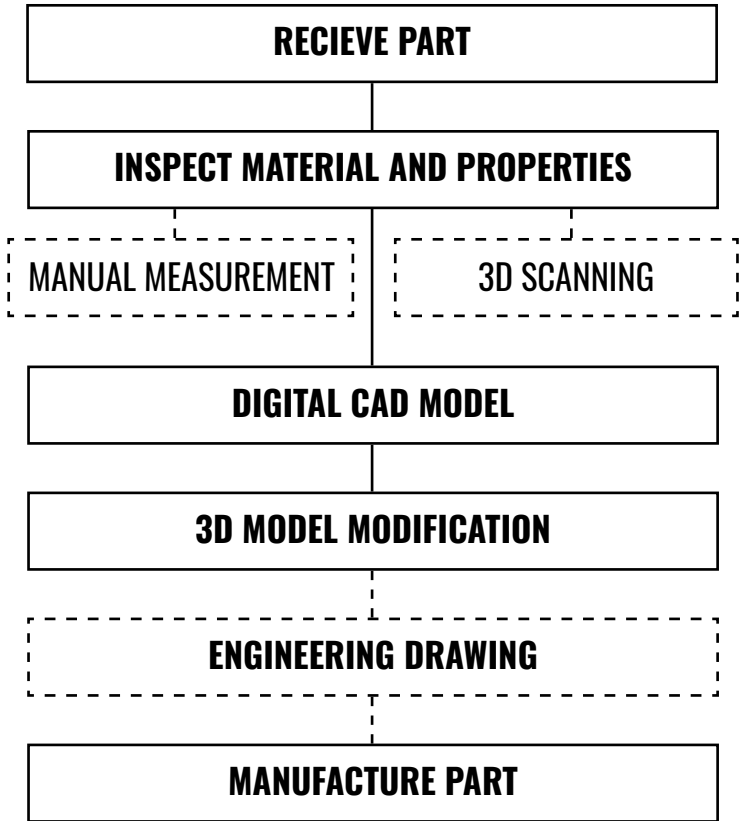 RECIEVE PART
INSPECT MATERIAL AND PROPERTIES
MANUAL MEASUREMENT
3D SCANNING
DIGITAL CAD MODEL
3D MODEL MODIFICATION
ENGINEERING DRAWING
MANUFACTURE PART